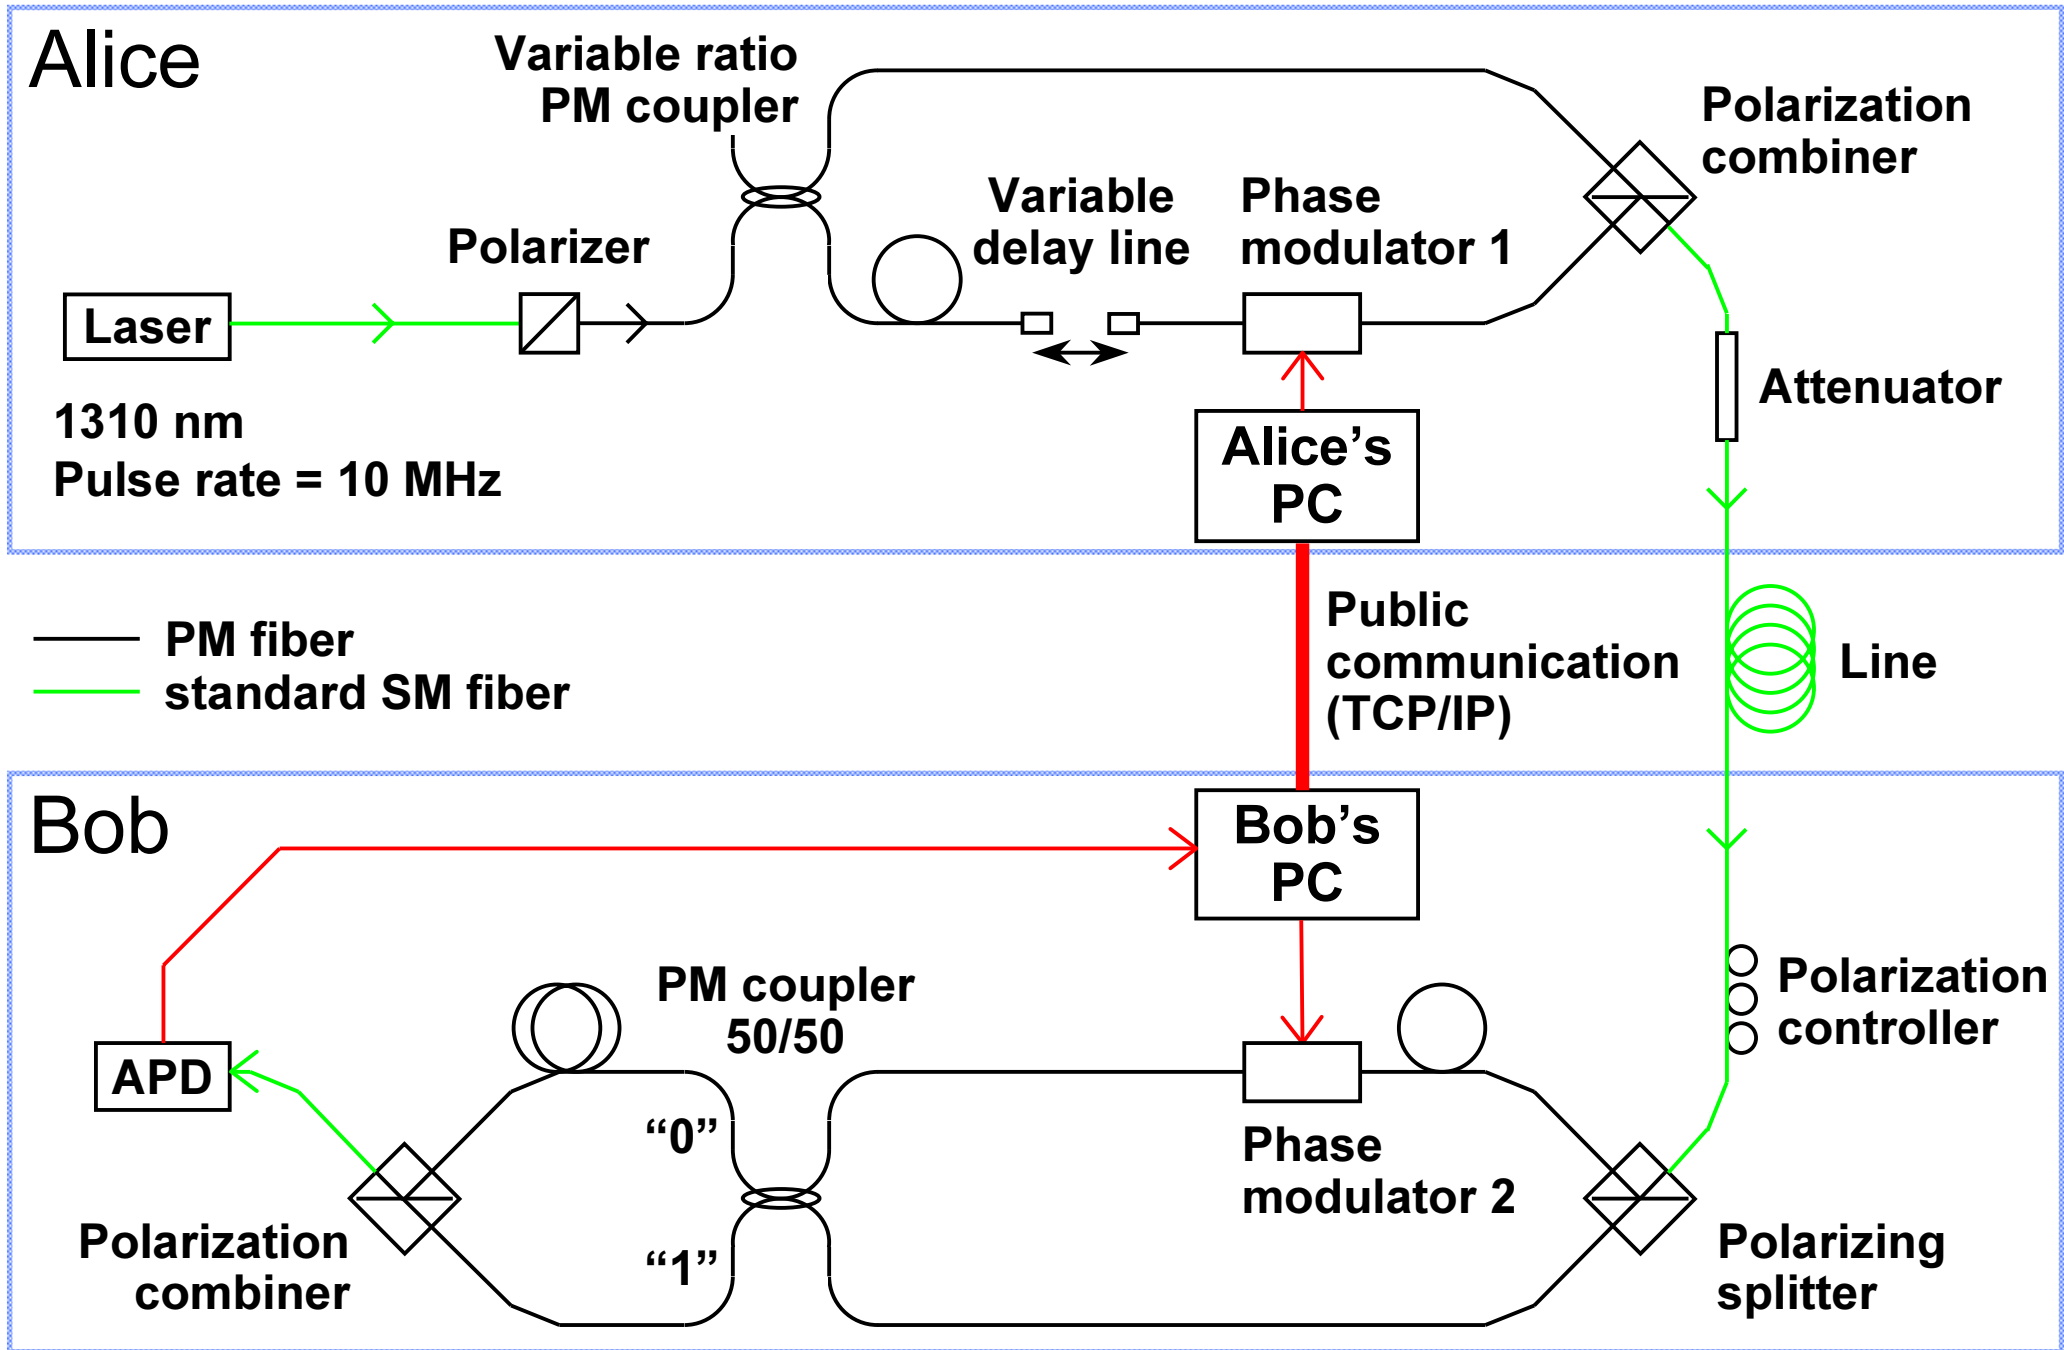 Alice
Variable ratio
PM coupler
Polarization
combiner
Variable
delay line
Phase
modulator 1
Polarizer
Laser
1310 nm
Pulse rate = 10 MHz
Attenuator
Alice’s
PC
PM fiber
standard SM fiber
Public
communication
(TCP/IP)
Line
Bob
Bob’s
PC
PM coupler
50/50
Polarization
controller
APD
“0”
Phase
modulator 2
Polarization
combiner
“1”
Polarizing
splitter